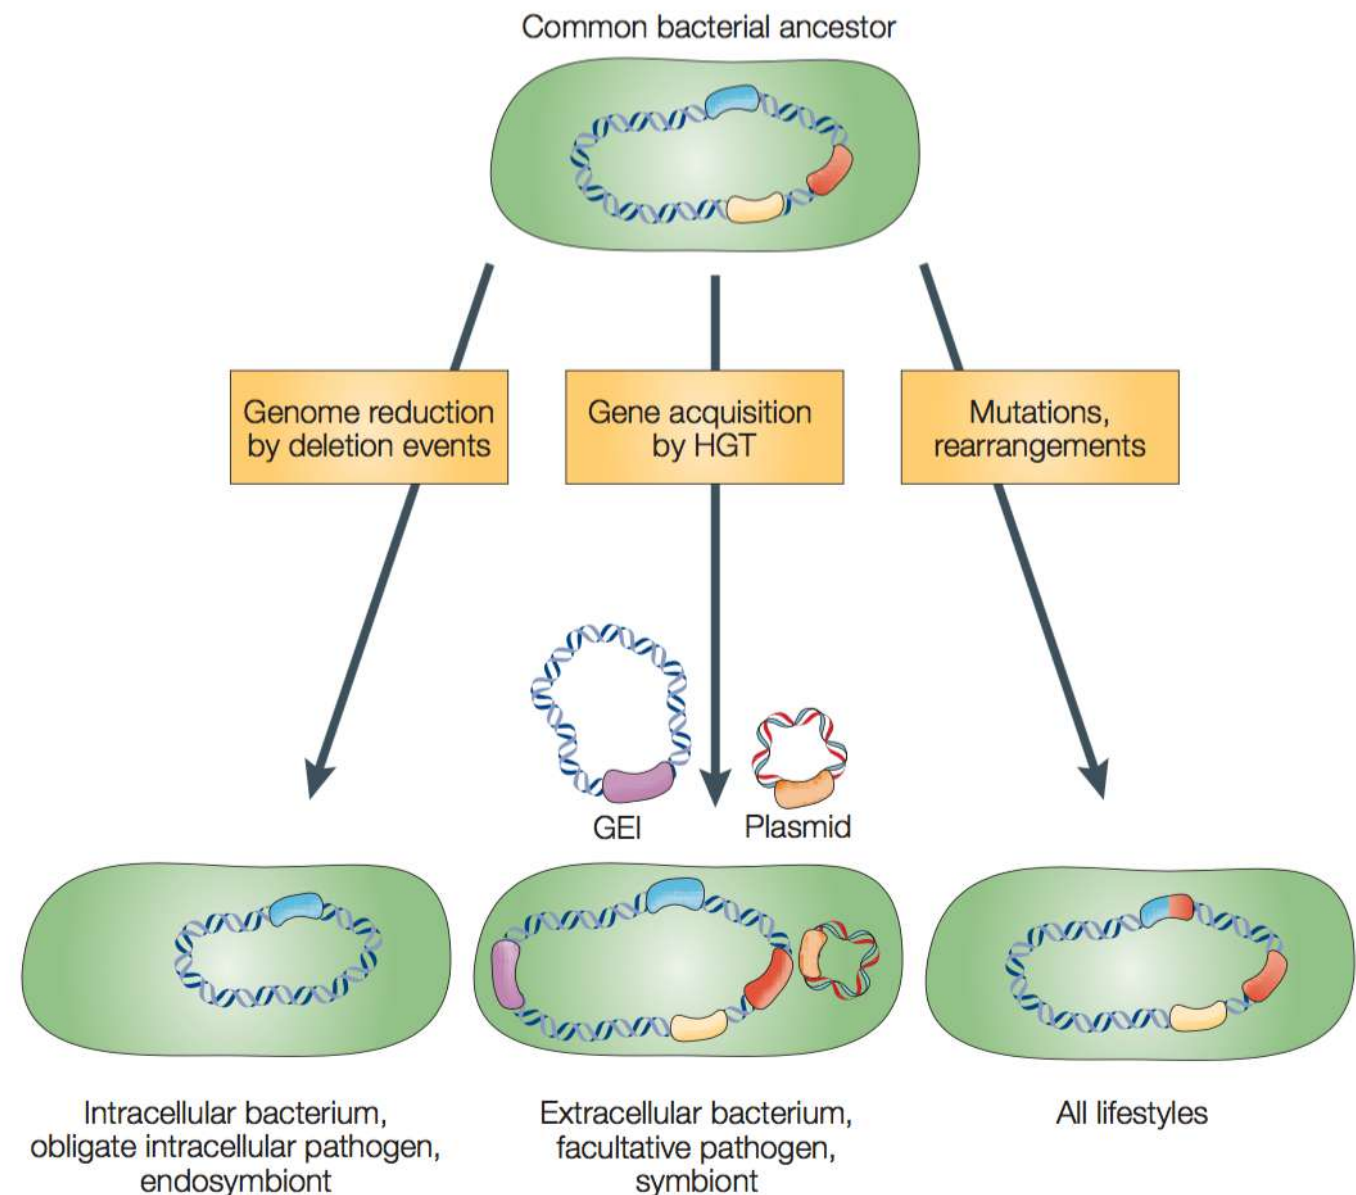 Common bacterial ancestor
Genome reduction
by deletion events
Gene acquisition
by HGT
Mutations,
rearrangements
GEI
Plasmid
Intracellular bacterium,
obligate intracellular pathogen,
endosymbiont
Extracellular bacterium,
facultative pathogen,
symbiont
All lifestyles